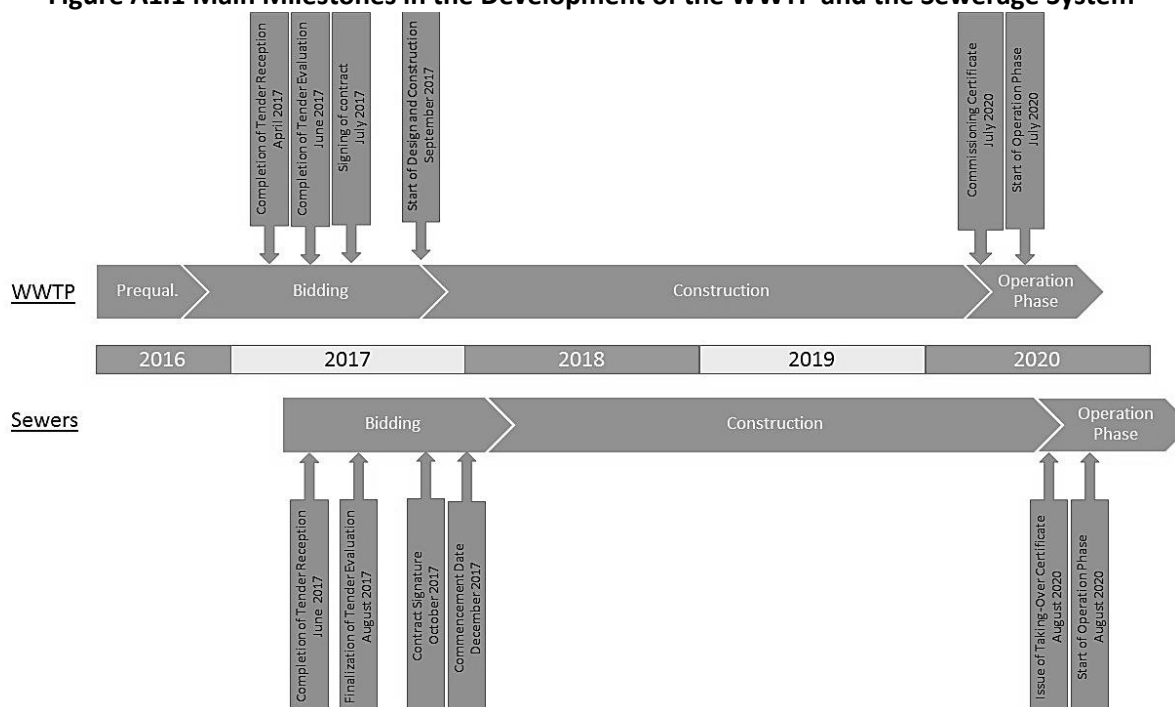 Figure A1.1 Main Milestones in the Development of the WWTP and the Sewerage System
Completion of Tender Reception
April 2017
Completion of Tender Evaluation
June 2017
Signing of contract
July 2017
Start of Design and Construction
September 2017
Commissioning Certificate
July 2020
Start of Operation Phase
July 2020
WWTP
Prequal.
Bidding
Construction
Operation
Phase
2016
2017
2018
2019
2020
Sewers
Bidding
Construction
Operation
Phase
Completion of Tender Reception
June 2017
Finalization of Tender Evaluation
August 2017
Contract Signature
October 2017
Commencement Date
December 2017
Issue of Taking-Over Certificate
August 2020
Start of Operation Phase
August 2020